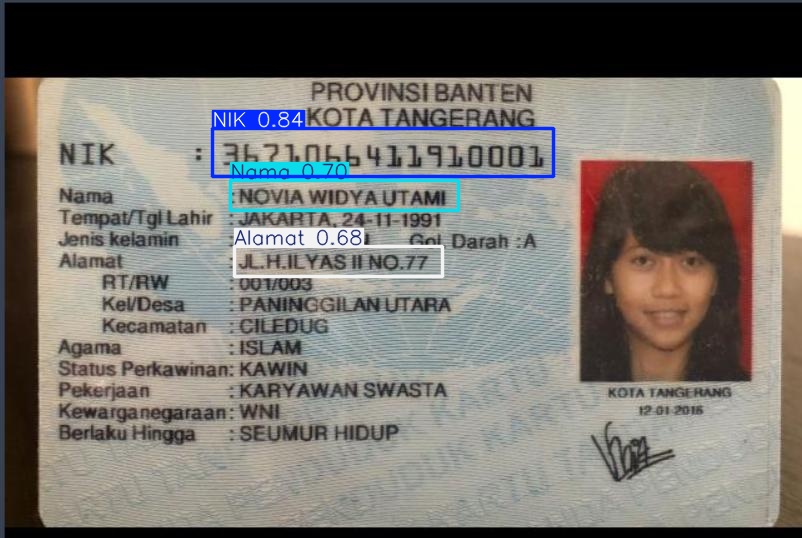 PROVINSI BANTEN
NIK 0.84 KOTA TANGERANG
NIK : 3671066411910001
Nama 0.70
Nama : NOVIA WIDYA UTAMI
Tempat/Tgl Lahir : JAKARTA, 24-11-1991
Jenis kelamin : Alamat 0.68 Gol. Darah : A
Alamat : JL.H.ILYAS II NO.77
RT/RW : 001/003
Kel/Desa : PANINGGILAN UTARA
Kecamatan : CILEDUG
Agama : ISLAM
Status Perkawinan: KAWIN
Pekerjaan : KARYAWAN SWASTA
Kewarganegaraan: WNI
Berlaku Hingga : SEUMUR HIDUP
KOTA TANGERANG
12-01-2016